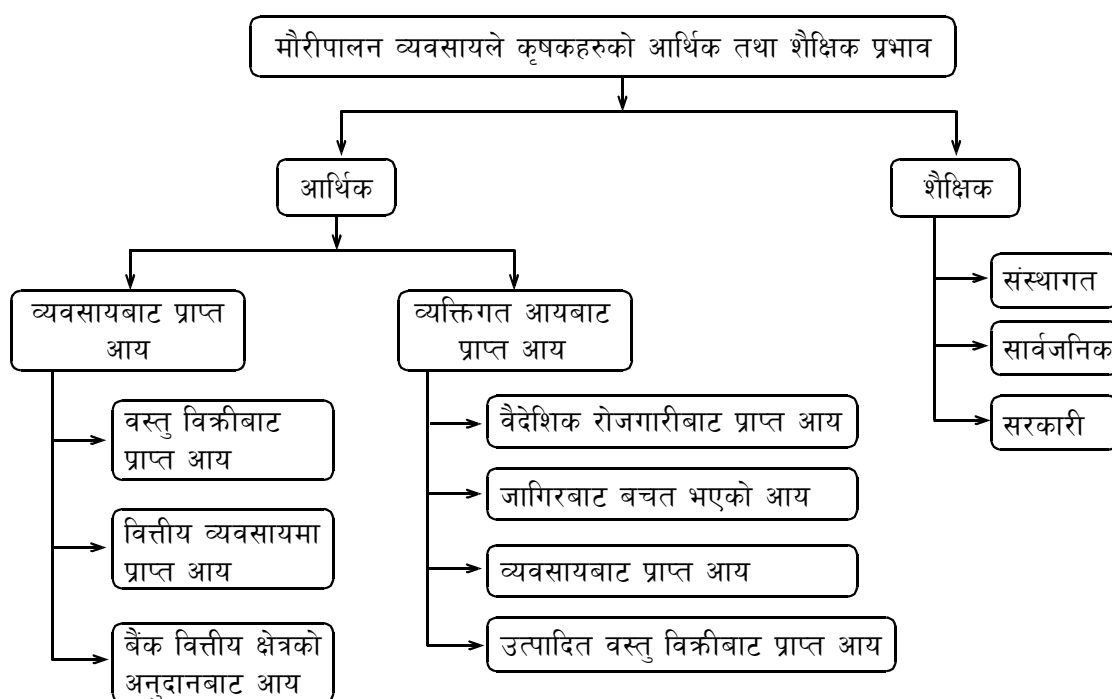 मौरीपालन व्यवसायले कृषकहरुको आर्थिक तथा शैक्षिक प्रभाव
आर्थिक
शैक्षिक
व्यवसायबाट प्राप्त
आय
वस्तु विक्रीबाट
प्राप्त आय
वित्तीय व्यवसायमा
प्राप्त आय
बैंक वित्तीय क्षेत्रको
अनुदानबाट आय
व्यक्तिगत आयबाट
प्राप्त आय
वैदेशिक रोजगारीबाट प्राप्त आय
जागिरबाट बचत भएको आय
व्यवसायबाट प्राप्त आय
उत्पादित वस्तु विक्रीबाट प्राप्त आय
संस्थागत
सार्वजनिक
सरकारी